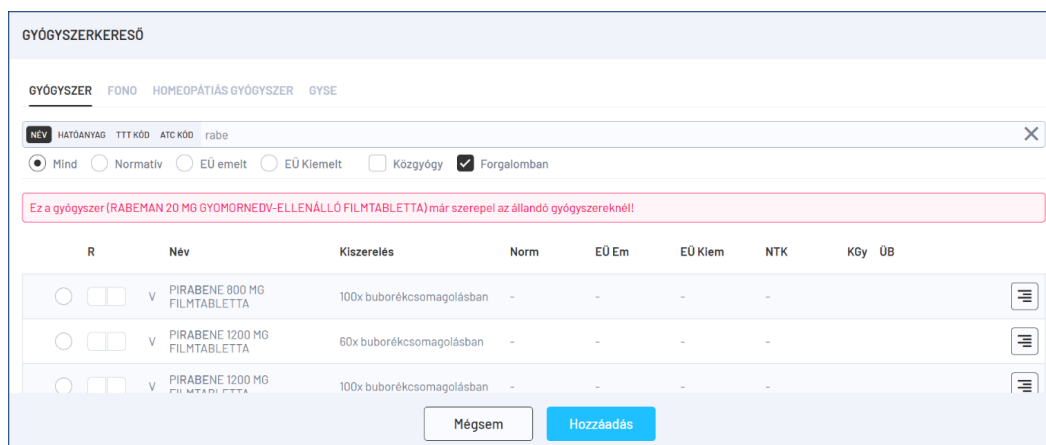 GYÓGYSZERKERESŐ
GYÓGYSZER FONO HOMEOPÁTIÁS GYÓGYSZER GYSE
NÉV HATÓANYAG TTT KÓD ATC KÓD rabe
Mind Normatív EÜ emelt EÜ Kiemelt Közgyógy Forgalomban
Ez a gyógyszer (RABEMAN 20 MG GYOMORNEDV-ELLENÁLLÓ FILMTABLETTA) már szerepel az állandó gyógyszereknél!
R Név Kiszerelés Norm EÜ Em EÜ Kiem NTK KGy ÜB
V PIRABENE 800 MG 100x buborékcsomagolásban - - - -
FILMTABLETTA
V PIRABENE 1200 MG 60x buborékcsomagolásban - - - -
FILMTABLETTA
V PIRABENE 1200 MG 100x buborékcsomagolásban - - - -
FILMTABLETTA
Mégsem Hozzáadás